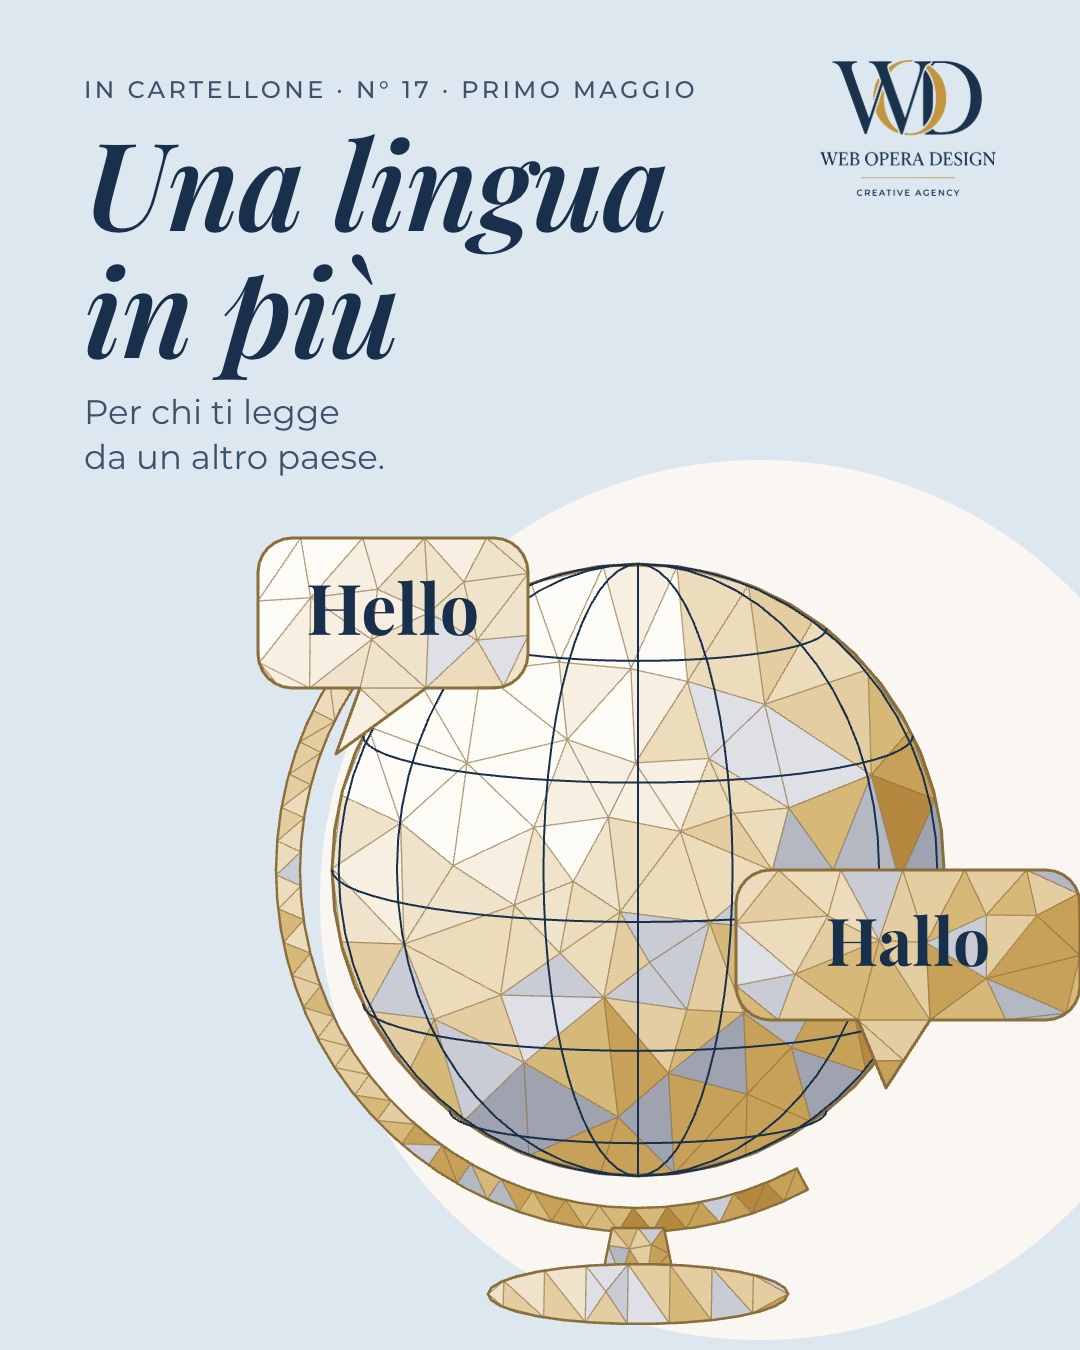 IN CARTELLONE · N° 17 · PRIMO MAGGIO
WOD
WEB OPERA DESIGN
CREATIVE AGENCY
Una lingua
in più
Per chi ti legge
da un altro paese.
Hello
Hallo